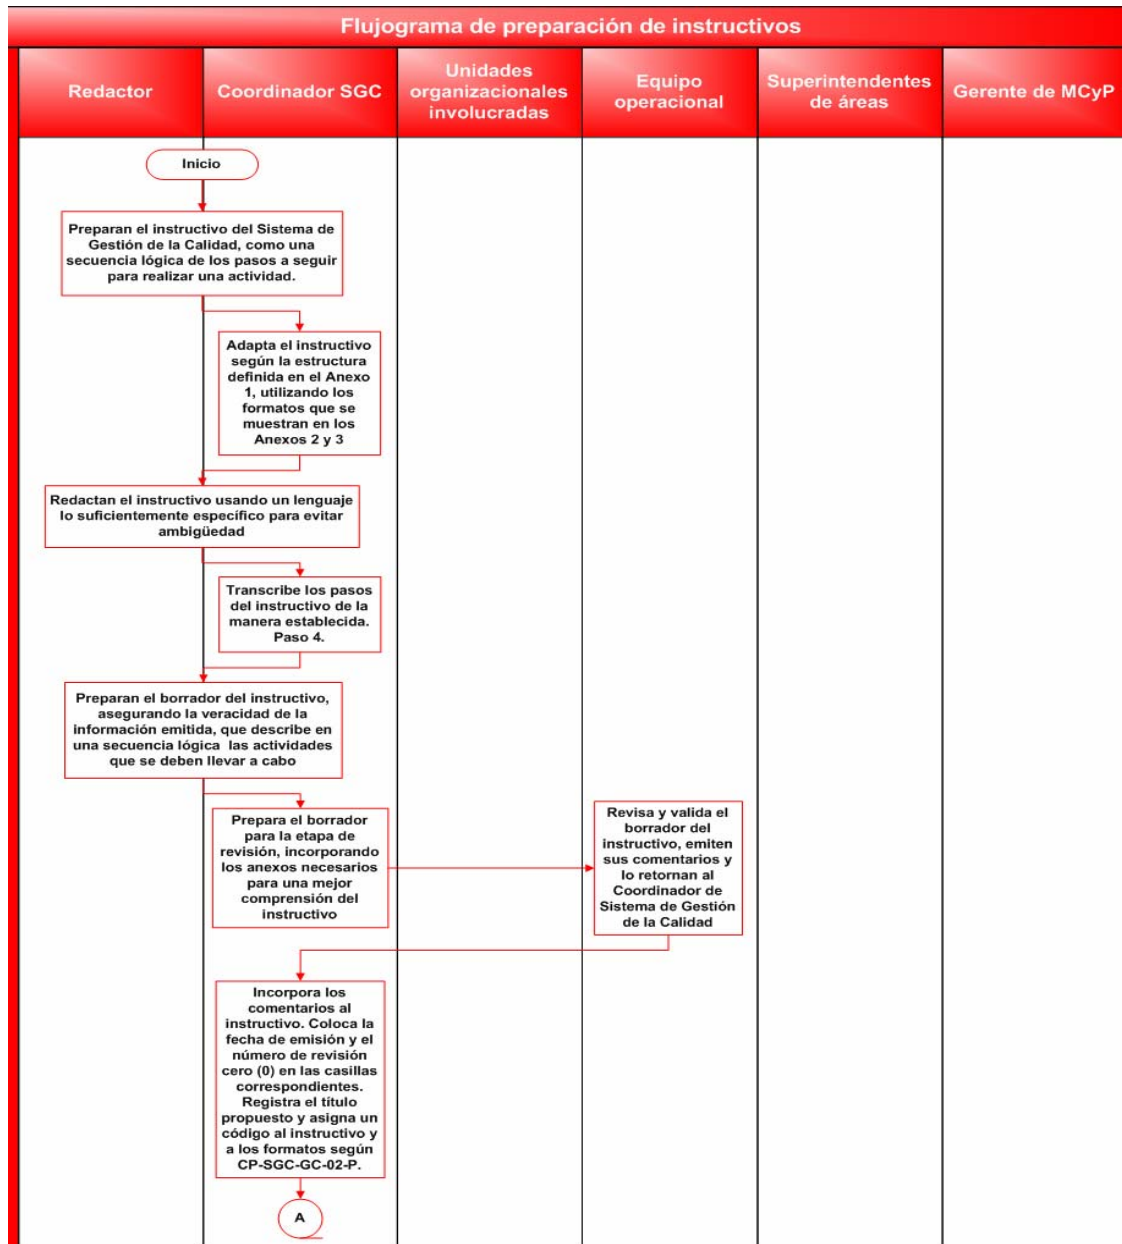 Flujograma de preparación de instructivos
Redactor
Coordinador SGC
Unidades
organizacionales
involucradas
Equipo
operacional
Superintendentes
de áreas
Gerente de MCyP
Inicio
Preparan el instructivo del Sistema de
Gestión de la Calidad, como una
secuencia lógica de los pasos a seguir
para realizar una actividad.
Adapta el instructivo
según la estructura
definida en el Anexo
1, utilizando los
formatos que se
muestran en los
Anexos 2 y 3
Redactan el instructivo usando un lenguaje
lo suficientemente específico para evitar
ambigüedad
Transcribe los pasos
del instructivo de la
manera establecida.
Paso 4.
Preparan el borrador del instructivo,
asegurando la veracidad de la
información emitida, que describe en
una secuencia lógica las actividades
que se deben llevar a cabo
Prepara el borrador
para la etapa de
revisión, incorporando
los anexos necesarios
para una mejor
comprensión del
instructivo
Revisa y valida el
borrador del
instructivo, emiten
sus comentarios y
lo retornan al
Coordinador de
Sistema de Gestión
de la Calidad
Incorpora los
comentarios al
instructivo. Coloca la
fecha de emisión y el
número de revisión
cero (0) en las casillas
correspondientes.
Registra el título
propuesto y asigna un
código al instructivo y
a los formatos según
CP-SGC-GC-02-P.
A